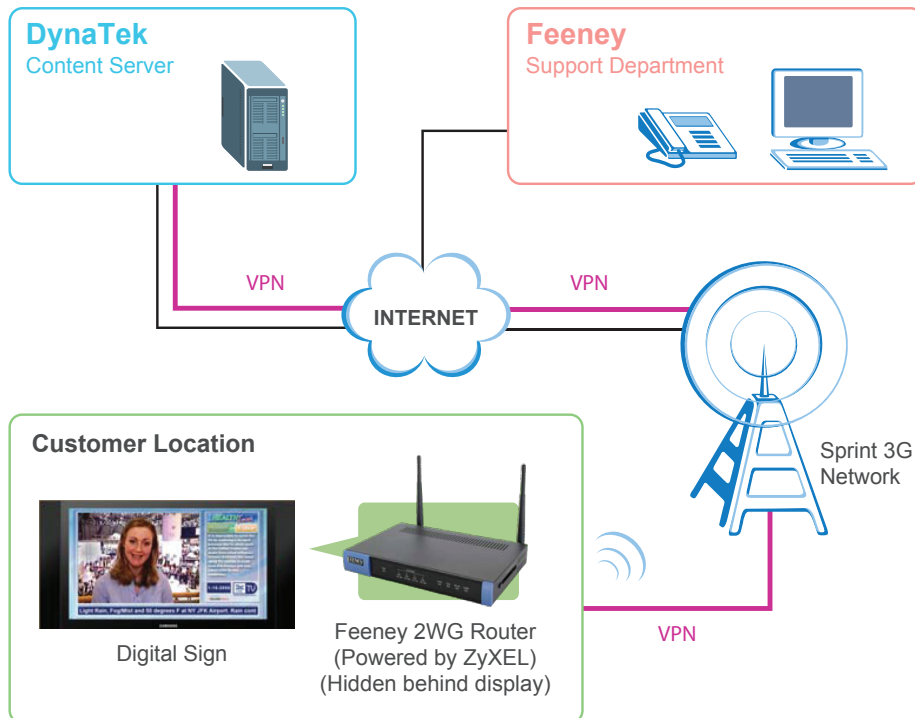 DynaTek
Content Server
Feeney
Support Department
VPN
VPN
INTERNET
Customer Location
Sprint 3G
Network
Light Rain, Fog/Mist and 50 degrees F at NY JFK Airport. Rain cont
SAMSUNG
Digital Sign
Feeney 2WG Router
(Powered by ZyXEL)
(Hidden behind display)
VPN